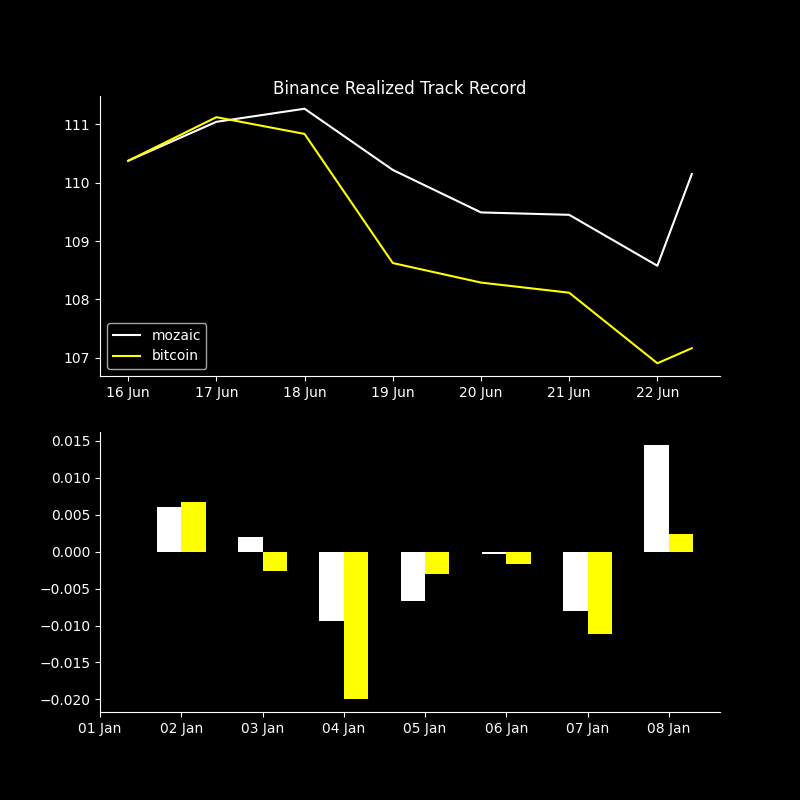 Binance Realized Track Record
111
110
109
108
107
mozaic
bitcoin
16 Jun 17 Jun 18 Jun 19 Jun 20 Jun 21 Jun 22 Jun
0.015
0.010
0.005
0.000
−0.005
−0.010
−0.015
−0.020
01 Jan 02 Jan 03 Jan 04 Jan 05 Jan 06 Jan 07 Jan 08 Jan